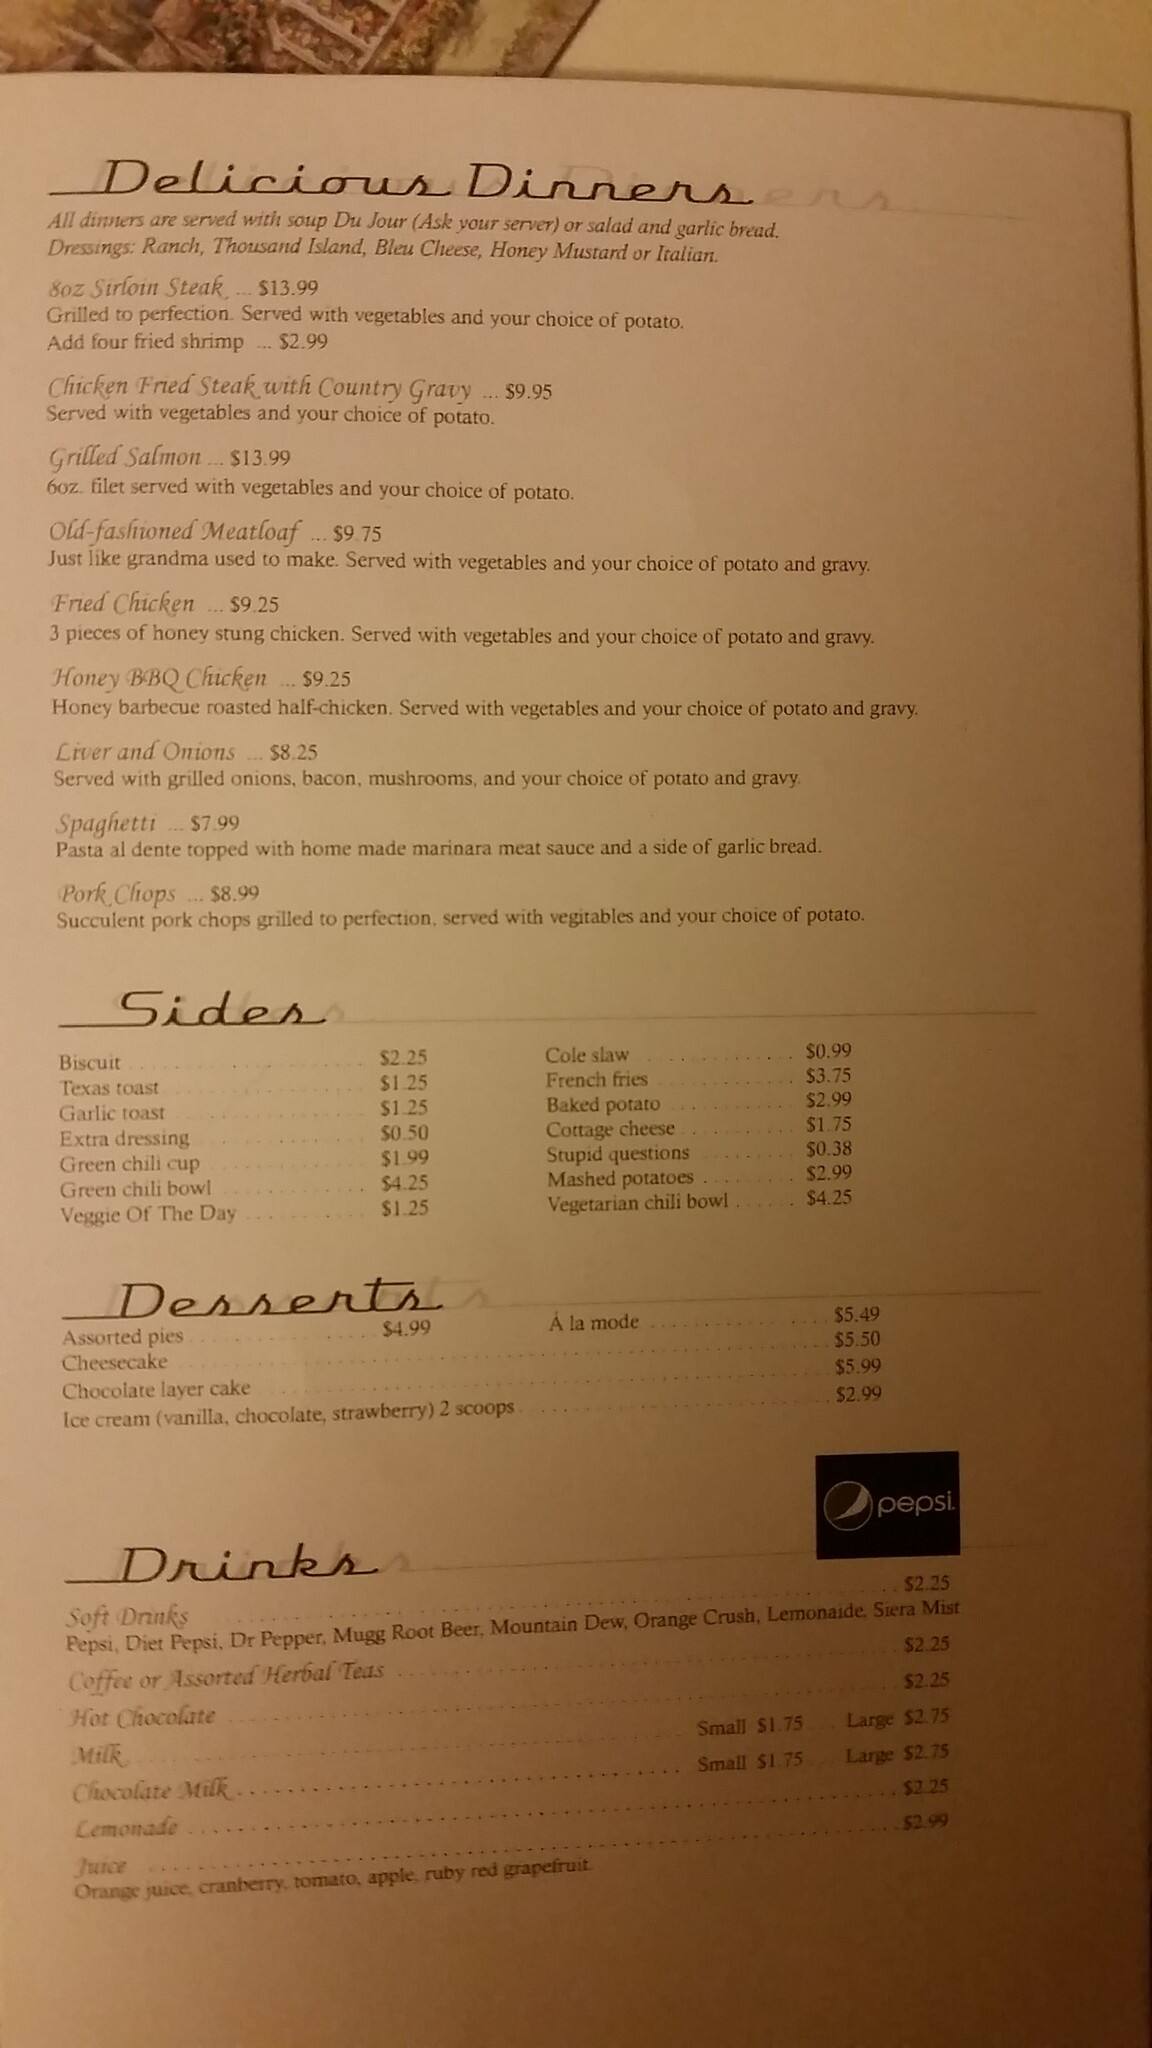 Delicious Dinners
All dinners are served with soup Du Jour (Ask your server) or salad and garlic bread.
Dressings: Ranch, Thousand Island, Bleu Cheese, Honey Mustard or Italian.
8oz Sirloin Steak ... $13.99
Grilled to perfection. Served with vegetables and your choice of potato.
Add four fried shrimp ... $2.99
Chicken Fried Steak with Country Gravy ... $9.95
Served with vegetables and your choice of potato.
Grilled Salmon ... $13.99
6oz. filet served with vegetables and your choice of potato.
Old-fashioned Meatloaf ... $9.75
Just like grandma used to make. Served with vegetables and your choice of potato and gravy.
Fried Chicken ... $9.25
3 pieces of honey stung chicken. Served with vegetables and your choice of potato and gravy.
Honey BBQ Chicken ... $9.25
Honey barbecue roasted half-chicken. Served with vegetables and your choice of potato and gravy.
Liver and Onions ... $8.25
Served with grilled onions, bacon, mushrooms, and your choice of potato and gravy.
Spaghetti ... $7.99
Pasta al dente topped with home made marinara meat sauce and a side of garlic bread.
Pork Chops ... $8.99
Succulent pork chops grilled to perfection, served with vegitables and your choice of potato.
Sides
Biscuit $2.25
Texas toast $1.25
Garlic toast $1.25
Extra dressing $0.50
Green chili cup $1.99
Green chili bowl $4.25
Veggie Of The Day $1.25
Cole slaw $0.99
French fries $3.75
Baked potato $2.99
Cottage cheese $1.75
Stupid questions $0.38
Mashed potatoes $2.99
Vegetarian chili bowl $4.25
Desserts
Assorted pies $4.99 Á la mode $5.49
Cheesecake $5.50
Chocolate layer cake $5.99
Ice cream (vanilla, chocolate, strawberry) 2 scoops $2.99
pepsi
Drinks
Soft Drinks $2.25
Pepsi, Diet Pepsi, Dr Pepper, Mugg Root Beer, Mountain Dew, Orange Crush, Lemonaide, Siera Mist
Coffee or Assorted Herbal Teas $2.25
Hot Chocolate $2.25
Milk Small $1.75 Large $2.75
Chocolate Milk Small $1.75 Large $2.75
Lemonade $2.25
Juice $2.99
Orange juice, cranberry, tomato, apple, ruby red grapefruit.